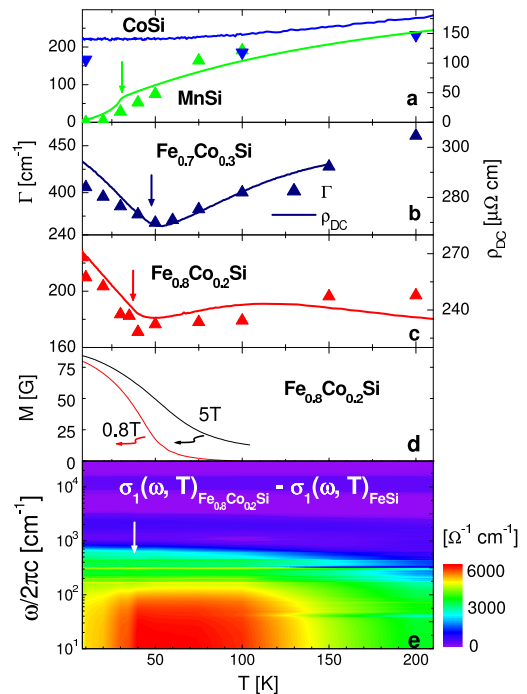 CoSi
200
150
100
100
50
MnSi
0
a
0
Fe0.7Co0.3Si
450
400
Γ [cm-1]
Γ
ρDC
b
300
280
260
ρDC [μΩ cm]
240
Fe0.8Co0.2Si
200
180
160
c
260
240
M [G]
75
50
25
0
Fe0.8Co0.2Si
0.8T
5T
d
σ1(ω, T)Fe0.8Co0.2Si - σ1(ω, T)FeSi
ω/2πc [cm-1]
104
103
102
101
e
[Ω-1 cm-1]
6000
3000
0
50
100
150
200
T [K]